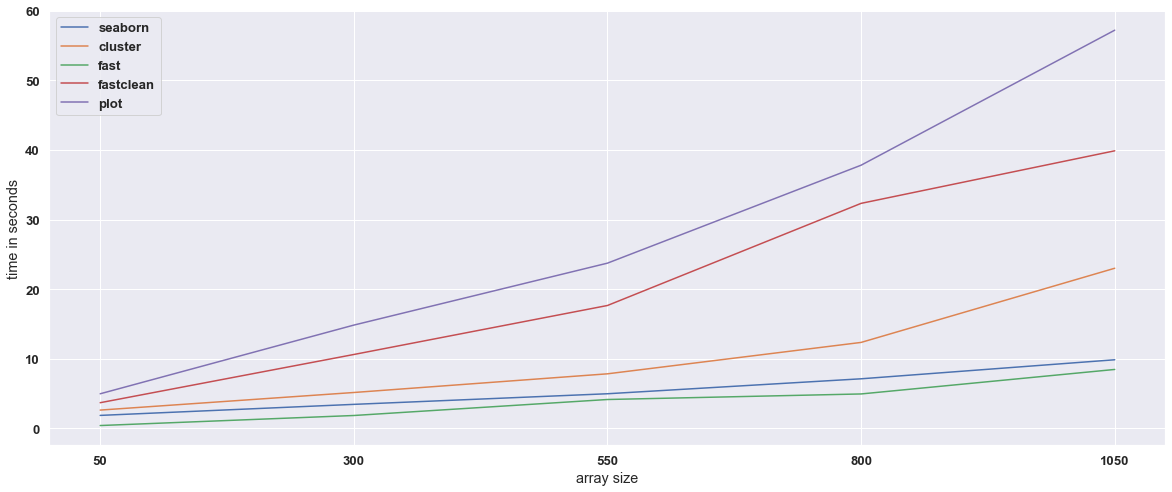 60
50
40
30
20
10
0
time in seconds
seaborn
cluster
fast
fastclean
plot
50 300 550 800 1050
array size